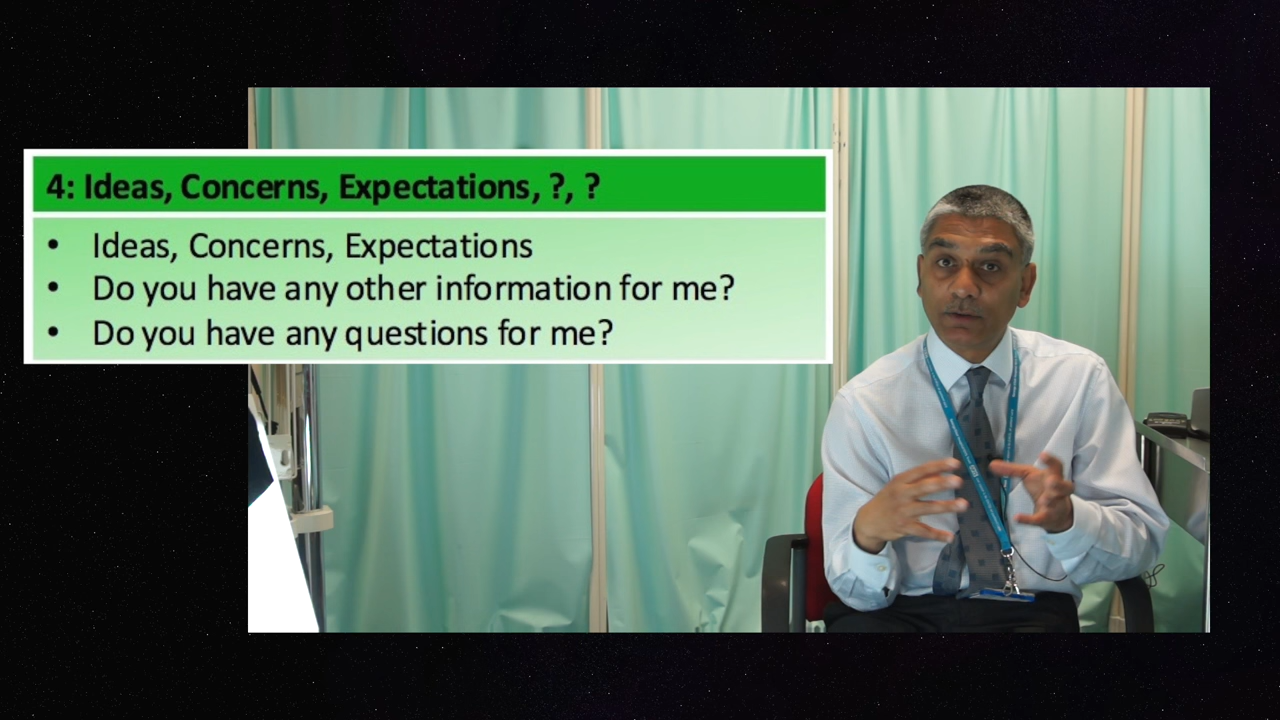 4: Ideas, Concerns, Expectations, ?, ?
• Ideas, Concerns, Expectations
• Do you have any other information for me?
• Do you have any questions for me?